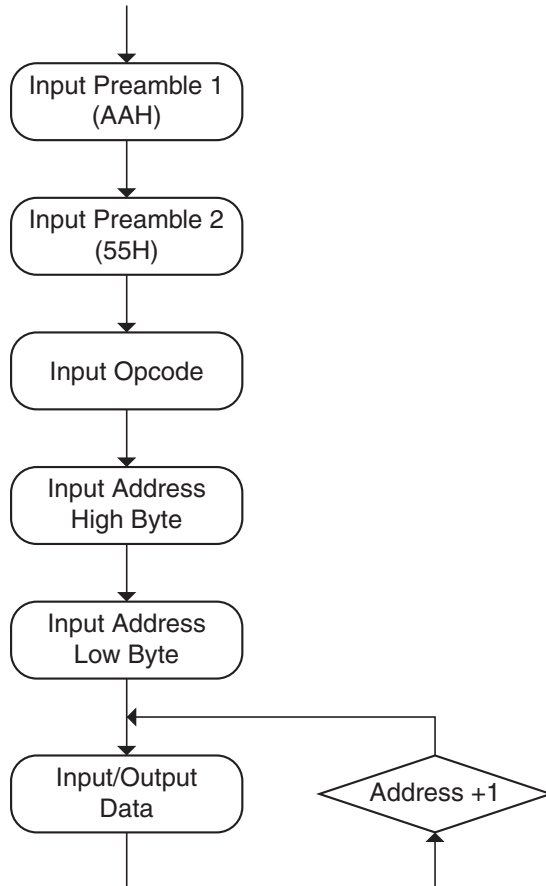 Input Preamble 1
(AAH)
Input Preamble 2
(55H)
Input Opcode
Input Address
High Byte
Input Address
Low Byte
Input/Output
Data
Address +1